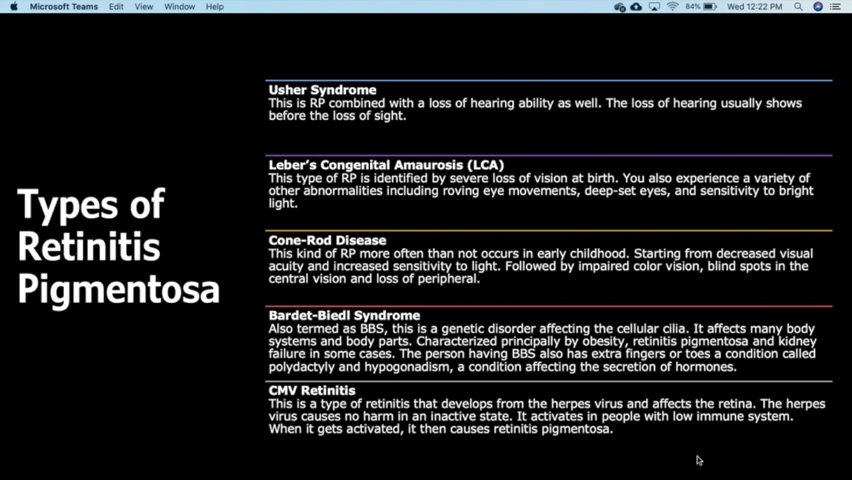 Microsoft Teams Edit View Window Help 84% Wed 12:22 PM
Types of
Retinitis
Pigmentosa
Usher Syndrome
This is RP combined with a loss of hearing ability as well. The loss of hearing usually shows
before the loss of sight.
Leber's Congenital Amaurosis (LCA)
This type of RP is identified by severe loss of vision at birth. You also experience a variety of
other abnormalities including roving eye movements, deep-set eyes, and sensitivity to bright
light.
Cone-Rod Disease
This kind of RP more often than not occurs in early childhood. Starting from decreased visual
acuity and increased sensitivity to light. Followed by impaired color vision, blind spots in the
central vision and loss of peripheral.
Bardet-Biedl Syndrome
Also termed as BBS, this is a genetic disorder affecting the cellular cilia. It affects many body
systems and body parts. Characterized principally by obesity, retinitis pigmentosa and kidney
failure in some cases. The person having BBS also has extra fingers or toes a condition called
polydactyly and hypogonadism, a condition affecting the secretion of hormones.
CMV Retinitis
This is a type of retinitis that develops from the herpes virus and affects the retina. The herpes
virus causes no harm in an inactive state. It activates in people with low immune system.
When it gets activated, it then causes retinitis pigmentosa.